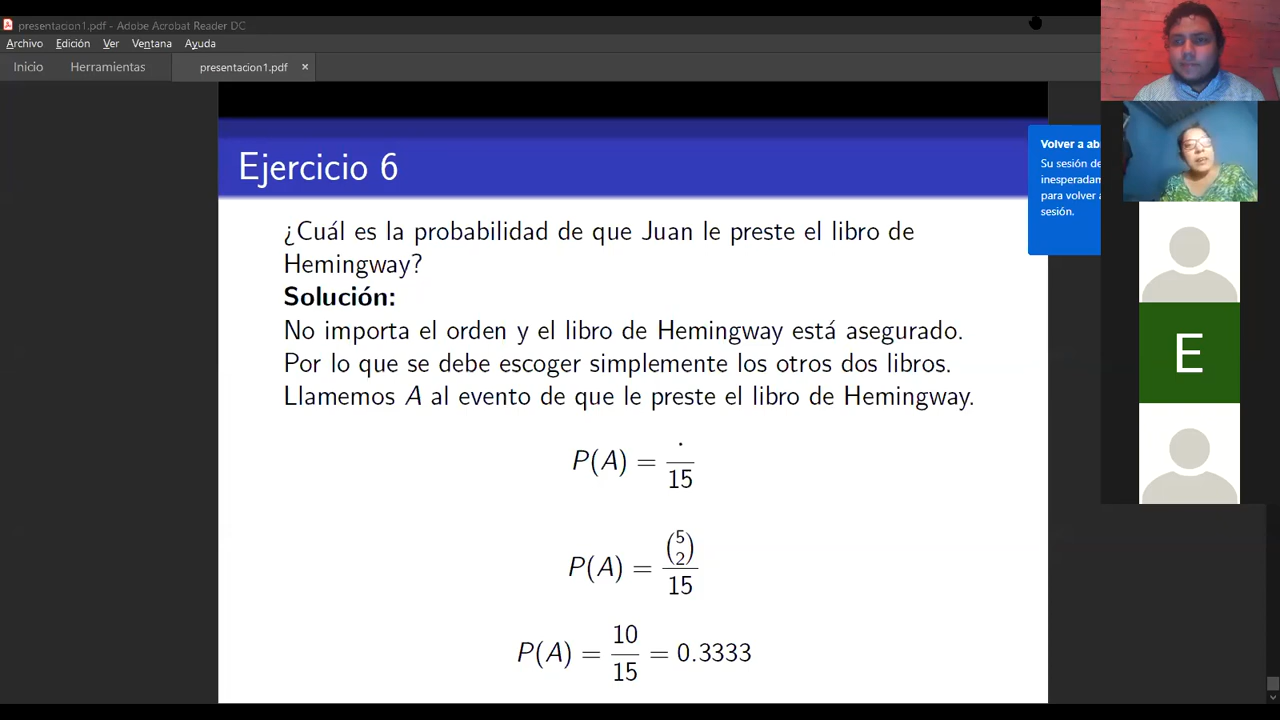 presentacion1.pdf - Adobe Acrobat Reader DC
Archivo Edición Ver Ventana Ayuda
Inicio Herramientas presentacion1.pdf ×
Ejercicio 6
¿Cuál es la probabilidad de que Juan le preste el libro de
Hemingway?
Solución:
No importa el orden y el libro de Hemingway está asegurado.
Por lo que se debe escoger simplemente los otros dos libros.
Llamemos A al evento de que le preste el libro de Hemingway.
P(A) = ·/15
P(A) = (5 2)/15
P(A) = 10/15 = 0.3333
Volver a ab
Su sesión de
inesperadam
para volver a
sesión.
E